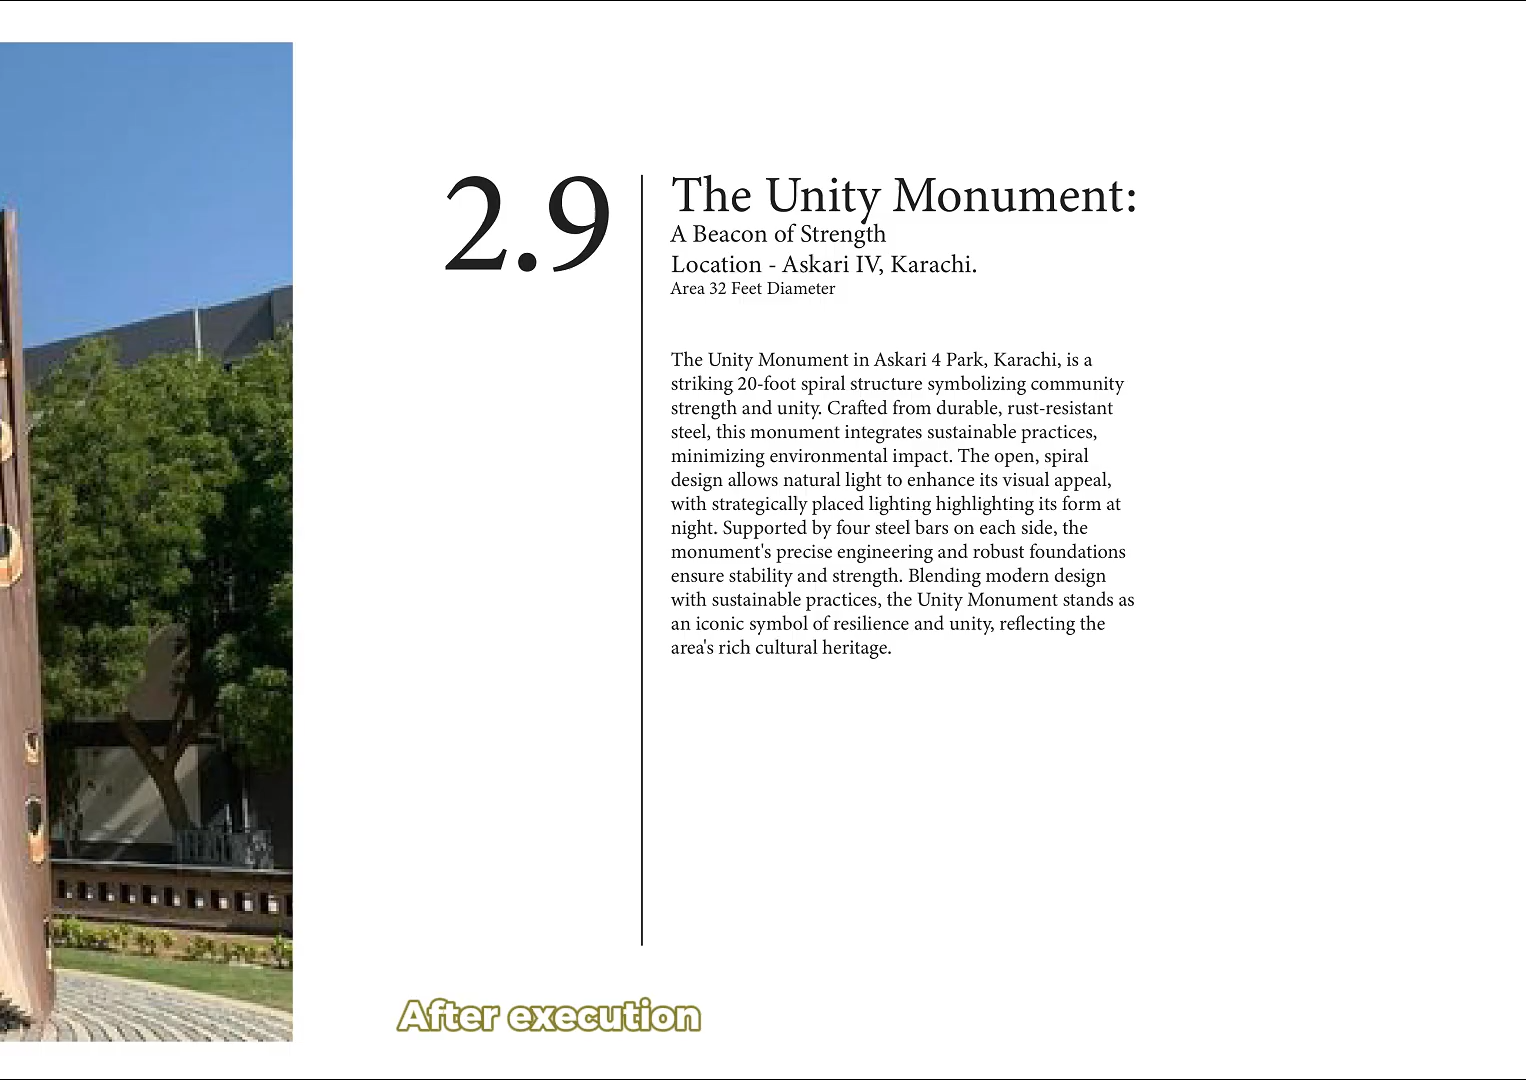 2.9
The Unity Monument:
A Beacon of Strength
Location - Askari IV, Karachi.
Area 32 Feet Diameter
The Unity Monument in Askari 4 Park, Karachi, is a
striking 20-foot spiral structure symbolizing community
strength and unity. Crafted from durable, rust-resistant
steel, this monument integrates sustainable practices,
minimizing environmental impact. The open, spiral
design allows natural light to enhance its visual appeal,
with strategically placed lighting highlighting its form at
night. Supported by four steel bars on each side, the
monument's precise engineering and robust foundations
ensure stability and strength. Blending modern design
with sustainable practices, the Unity Monument stands as
an iconic symbol of resilience and unity, reflecting the
area's rich cultural heritage.
After execution